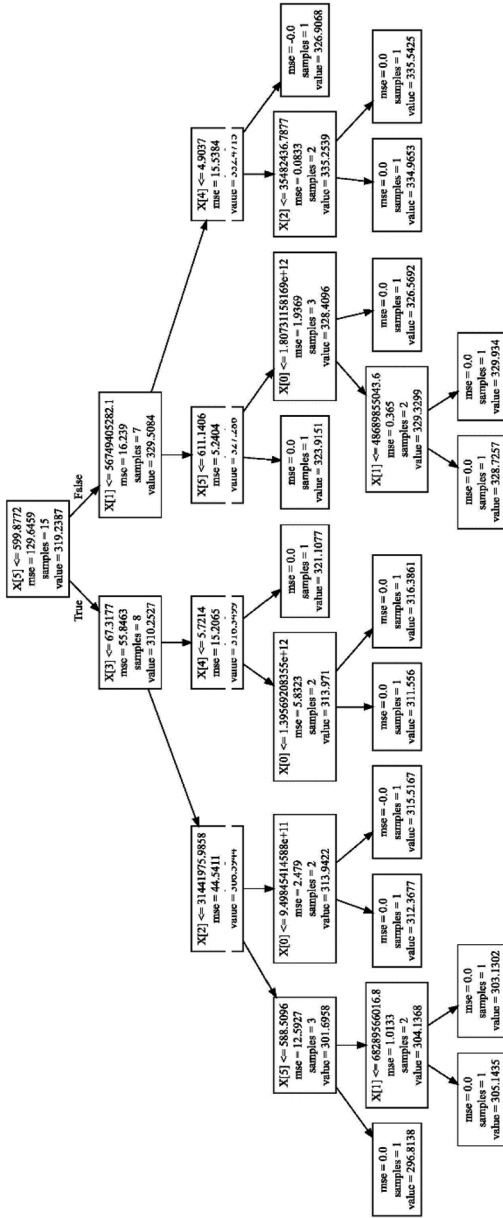 X[5] <= 599.8772
mse = 129.6459
samples = 15
value = 319.2387
True
False
X[3] <= 67.3177
mse = 55.8463
samples = 8
value = 310.2527
X[1] <= 56749405282.1
mse = 16.239
samples = 7
value = 329.5084
X[2] <= 31441975.9858
mse = 44.5411
X[4] <= 5.7214
mse = 15.2065
X[5] <= 611.1406
mse = 5.2404
X[4] <= 4.9037
mse = 15.5384
X[5] <= 588.5096
mse = 12.5927
samples = 3
value = 301.6958
X[0] <= 9.49845414588e+11
mse = 2.479
samples = 2
value = 313.9422
X[0] <= 1.39569208355e+12
mse = 5.8323
samples = 2
value = 313.971
mse = 0.0
samples = 1
value = 321.1077
mse = 0.0
samples = 1
value = 323.9151
X[0] <= 1.80731158169e+12
mse = 1.9369
samples = 3
value = 328.4096
X[2] <= 35482436.7877
mse = 0.0833
samples = 2
value = 335.2539
mse = -0.0
samples = 1
value = 326.9068
mse = 0.0
samples = 1
value = 296.8138
X[1] <= 68289566016.8
mse = 1.0133
samples = 2
value = 304.1368
mse = 0.0
samples = 1
value = 312.3677
mse = -0.0
samples = 1
value = 315.5167
mse = 0.0
samples = 1
value = 311.556
mse = 0.0
samples = 1
value = 316.3861
X[1] <= 48689855043.6
mse = 0.365
samples = 2
value = 329.3299
mse = 0.0
samples = 1
value = 326.5692
mse = 0.0
samples = 1
value = 334.9653
mse = 0.0
samples = 1
value = 335.5425
mse = 0.0
samples = 1
value = 305.1435
mse = 0.0
samples = 1
value = 303.1302
mse = 0.0
samples = 1
value = 328.7257
mse = 0.0
samples = 1
value = 329.934